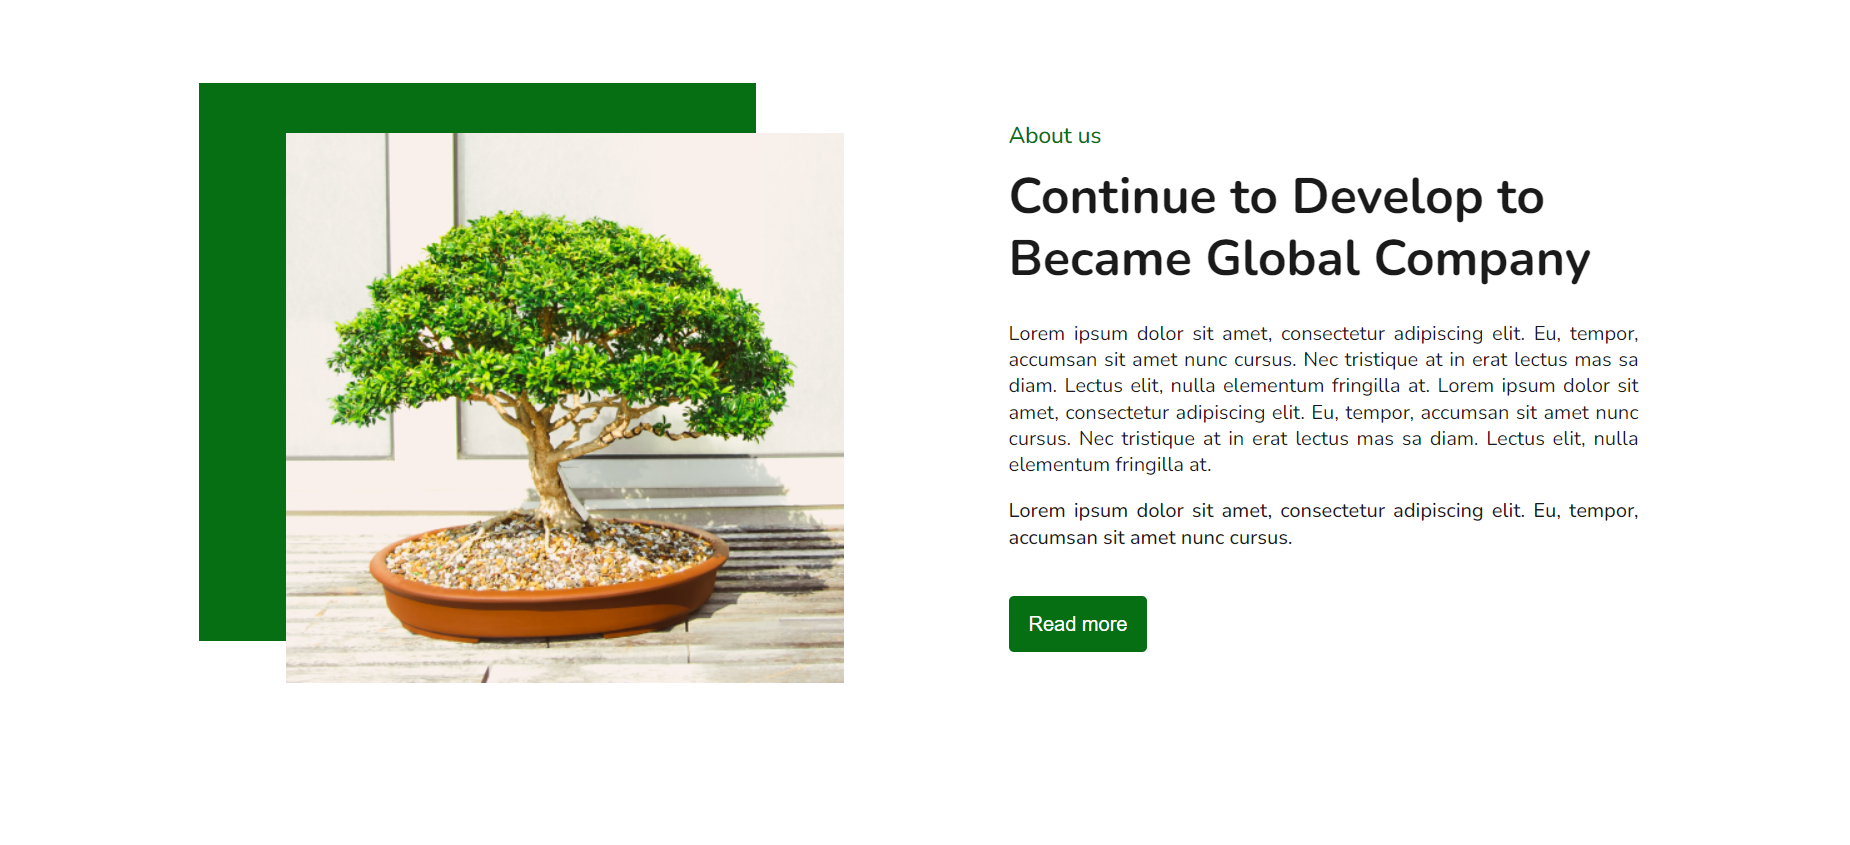 About us
Continue to Develop to
Became Global Company
Lorem ipsum dolor sit amet, consectetur adipiscing elit. Eu, tempor,
accumsan sit amet nunc cursus. Nec tristique at in erat lectus mas sa
diam. Lectus elit, nulla elementum fringilla at. Lorem ipsum dolor sit
amet, consectetur adipiscing elit. Eu, tempor, accumsan sit amet nunc
cursus. Nec tristique at in erat lectus mas sa diam. Lectus elit, nulla
elementum fringilla at.
Lorem ipsum dolor sit amet, consectetur adipiscing elit. Eu, tempor,
accumsan sit amet nunc cursus.
Read more